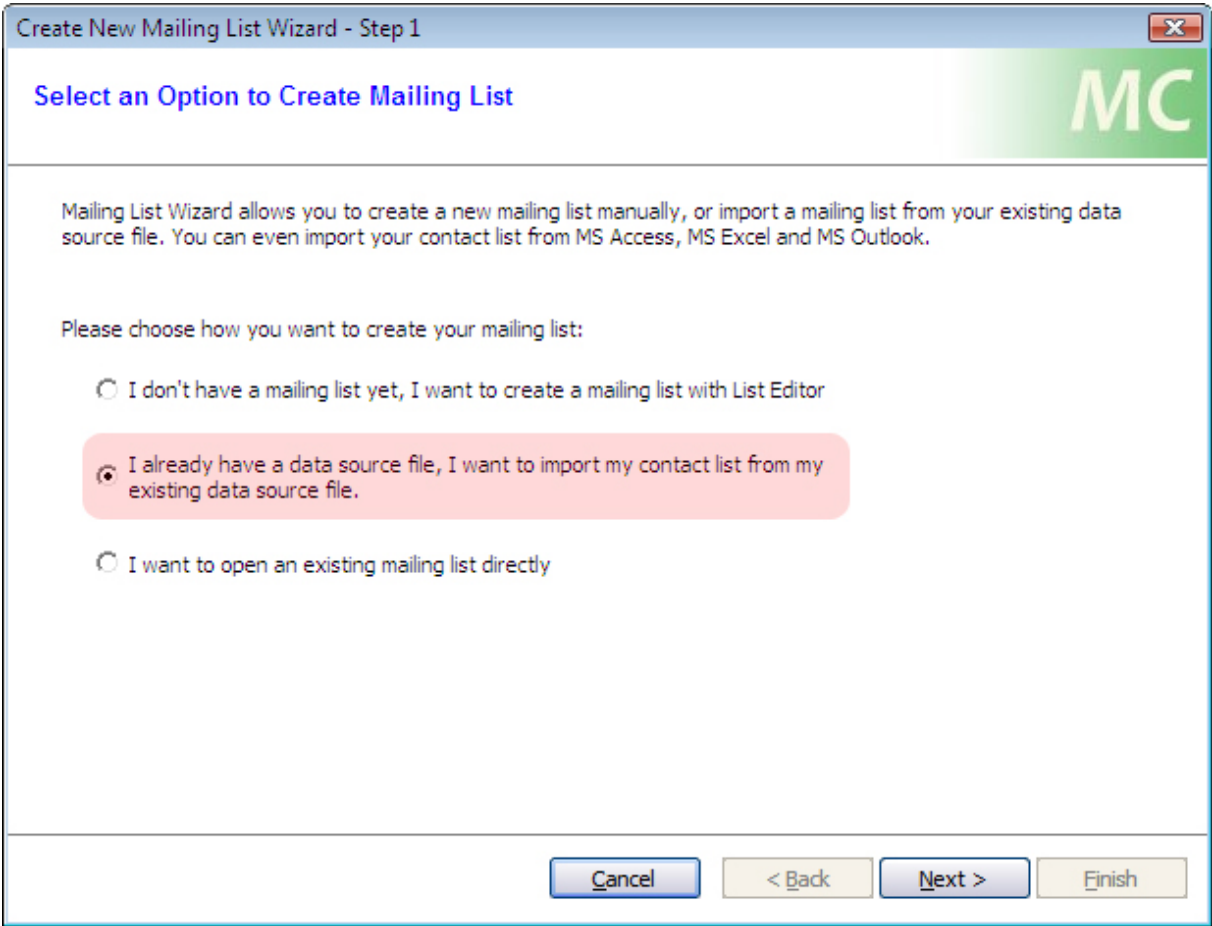 Create New Mailing List Wizard - Step 1
Select an Option to Create Mailing List
MC
Mailing List Wizard allows you to create a new mailing list manually, or import a mailing list from your existing data
source file. You can even import your contact list from MS Access, MS Excel and MS Outlook.
Please choose how you want to create your mailing list:
I don't have a mailing list yet, I want to create a mailing list with List Editor
I already have a data source file, I want to import my contact list from my
existing data source file.
I want to open an existing mailing list directly
Cancel
< Back
Next >
Finish